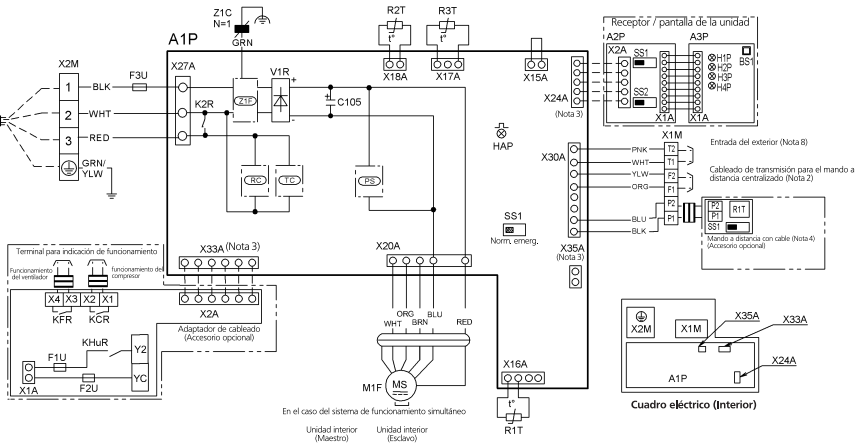 Z1C
N=1
GRN
A1P
R2T
t°
X18A
R3T
t°
X17A
X15A
X24A
(Nota 3)
Receptor / pantalla de la unidad
A2P
X2A
SS1
SS2
X1A
A3P
BS1
H1P
H2P
H3P
H4P
X1A
X2M
1
2
3
BLK
WHT
RED
GRN/
YLW
F3U
X27A
K2R
Z1F
V1R
+
-
+
C105
RC
TC
PS
HAP
SS1
Norm. emerg.
X30A
PNK
WHT
YLW
ORG
BLU
BLK
X1M
T2
T1
F2
F1
P2
P1
Entrada del exterior (Nota 8)
Cableado de transmisión para el mando a
distancia centralizado (Nota 2)
P2
P1
SS1
R1T
Mando a distancia con cable (Nota 4)
(Accesorio opcional)
X35A
(Nota 3)
X33A (Nota 3)
Terminal para indicación de funcionamiento
Funcionamiento
del ventilador
funcionamiento del
compresor
X4
X3
X2
X1
KFR
KCR
X2A
Adaptador de cableado
(Accesorio opcional)
KHuR
Y2
YC
F1U
F2U
X1A
X20A
WHT
ORG
BRN
BLU
RED
M1F
MS
En el caso del sistema de funcionamiento simultáneo
Unidad interior
(Maestro)
Unidad interior
(Esclavo)
X16A
t°
R1T
X2M
X1M
A1P
X35A
X33A
X24A
Cuadro eléctrico (Interior)